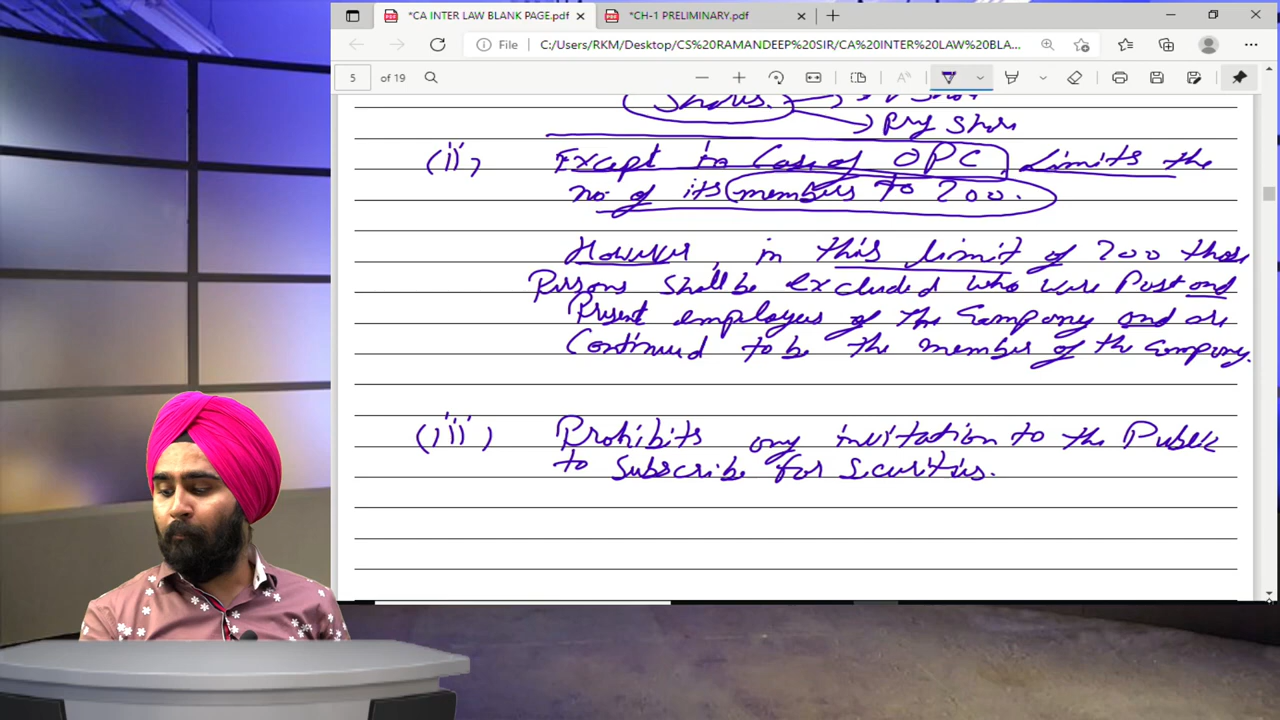 *CA INTER LAW BLANK PAGE.pdf
*CH-1 PRELIMINARY.pdf
File
C:/Users/RKM/Desktop/CS%20RAMANDEEP%20SIR/CA%20INTER%20LAW%20BLA...
5 of 19
Shares.
Pry Share
(ii) Except in Case of OPC, Limits the
no of its members to 200.
However, in this limit of 200 those
Persons shall be excluded who were Past and
Present employees of the Company and are
Continued to be the member of the Company.
(iii) Prohibits any invitation to the Public
to Subscribe for Securities.